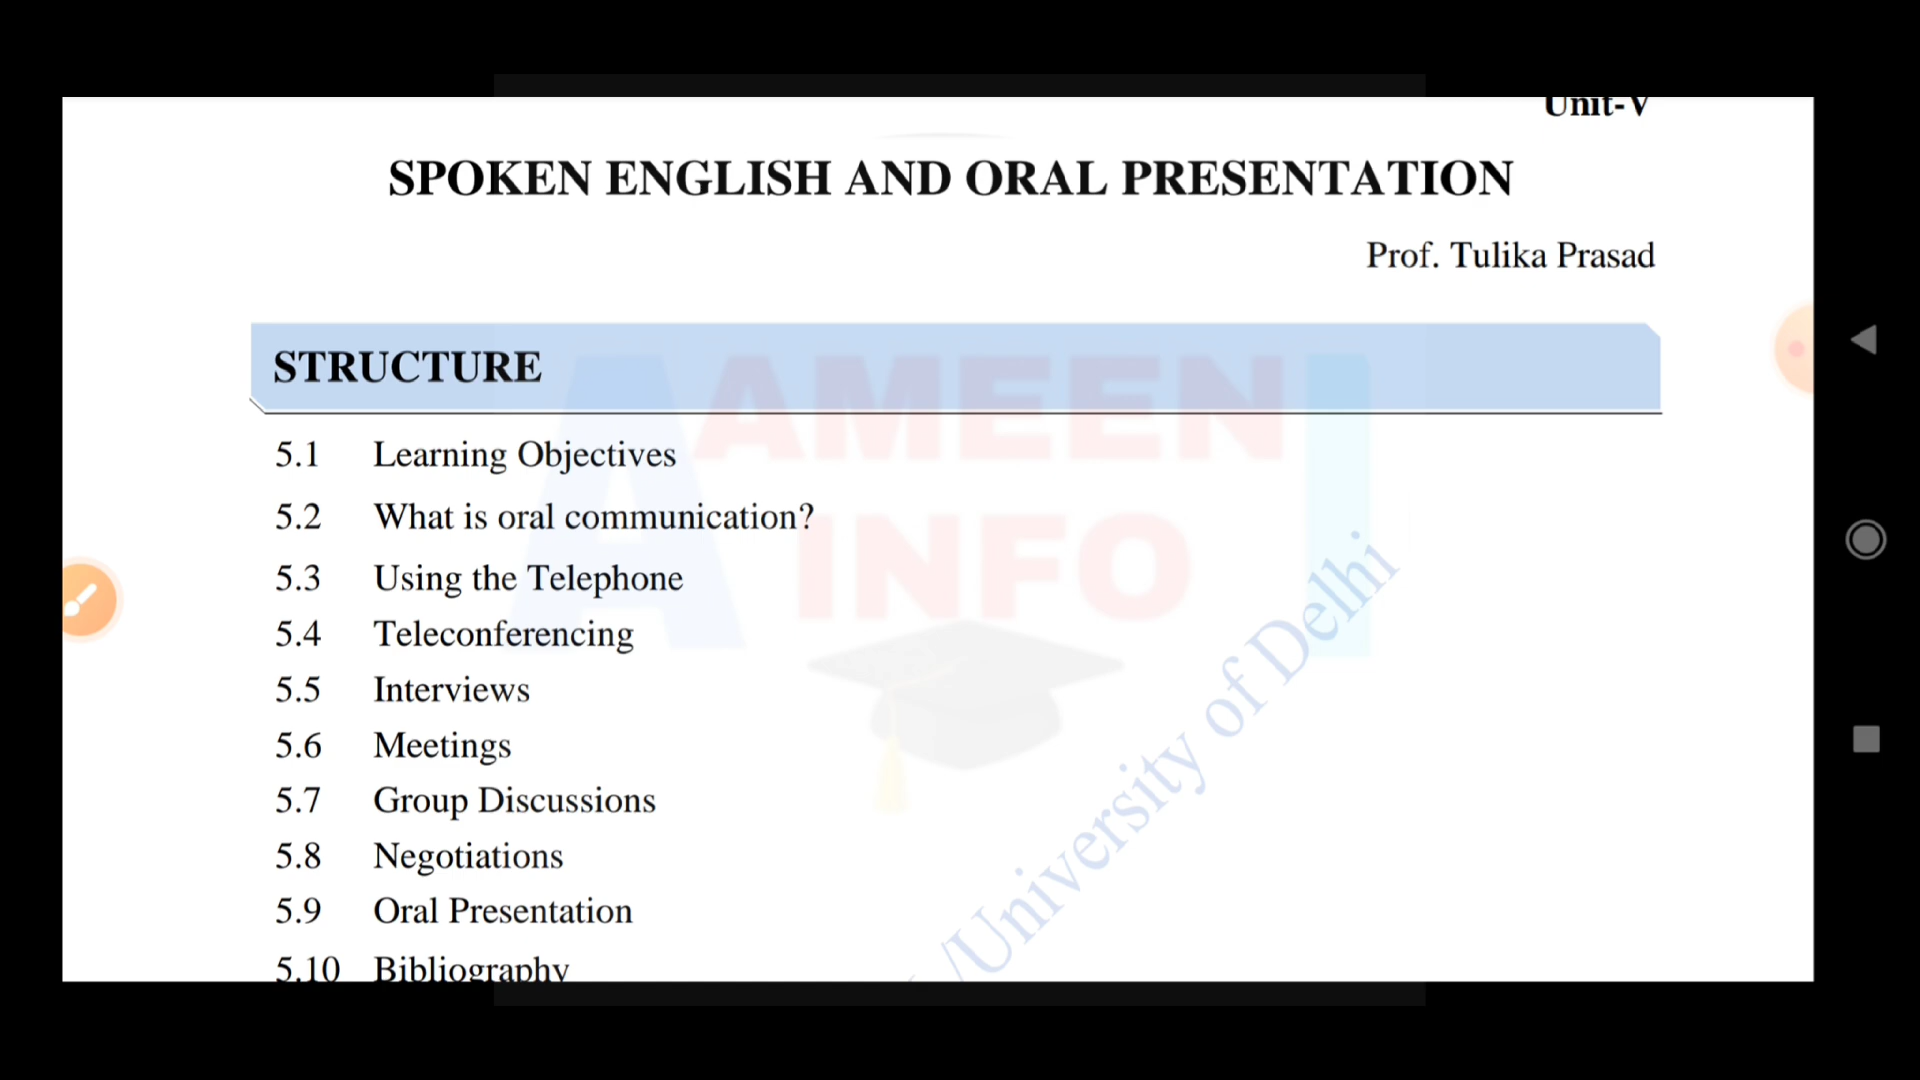 Unit-V
SPOKEN ENGLISH AND ORAL PRESENTATION
Prof. Tulika Prasad
STRUCTURE
AMEEN
INFO
5.1 Learning Objectives
5.2 What is oral communication?
5.3 Using the Telephone
5.4 Teleconferencing
5.5 Interviews
5.6 Meetings
5.7 Group Discussions
5.8 Negotiations
5.9 Oral Presentation
5.10 Bibliography
/University of Delhi